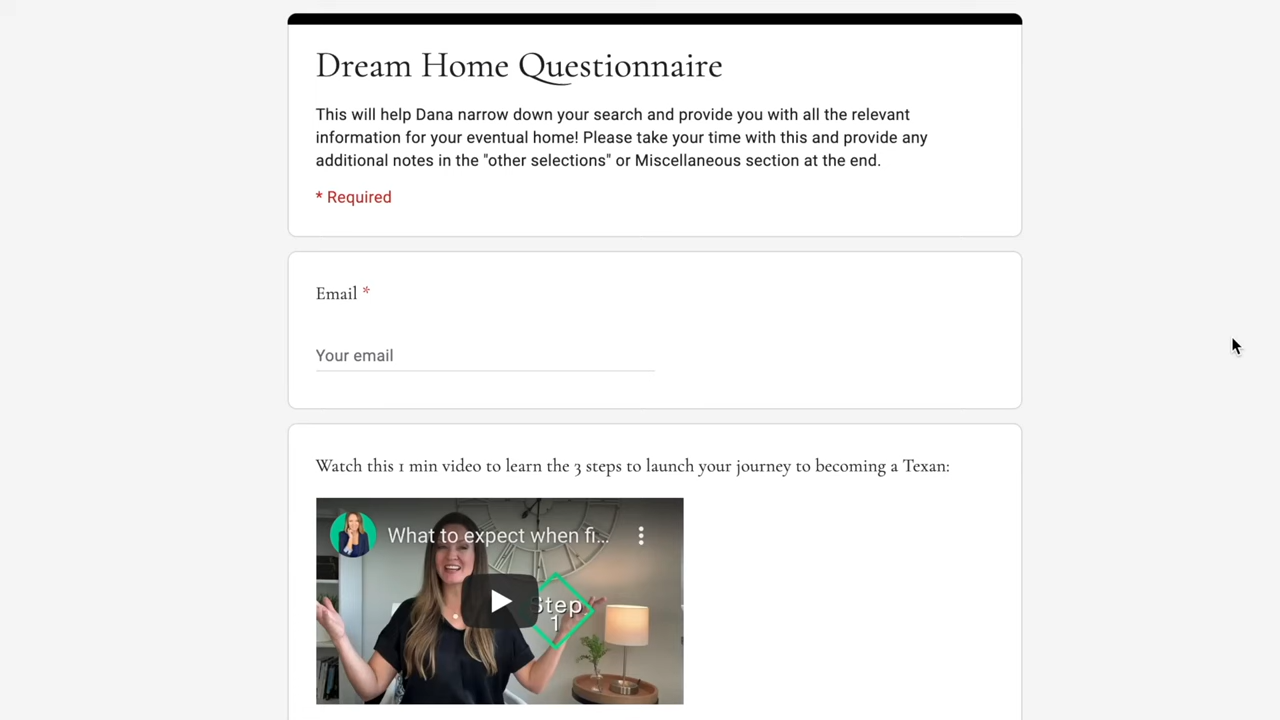 Dream Home Questionnaire
This will help Dana narrow down your search and provide you with all the relevant
information for your eventual home! Please take your time with this and provide any
additional notes in the "other selections" or Miscellaneous section at the end.
* Required
Email *
Your email
Watch this 1 min video to learn the 3 steps to launch your journey to becoming a Texan:
What to expect when fi...
Step
1